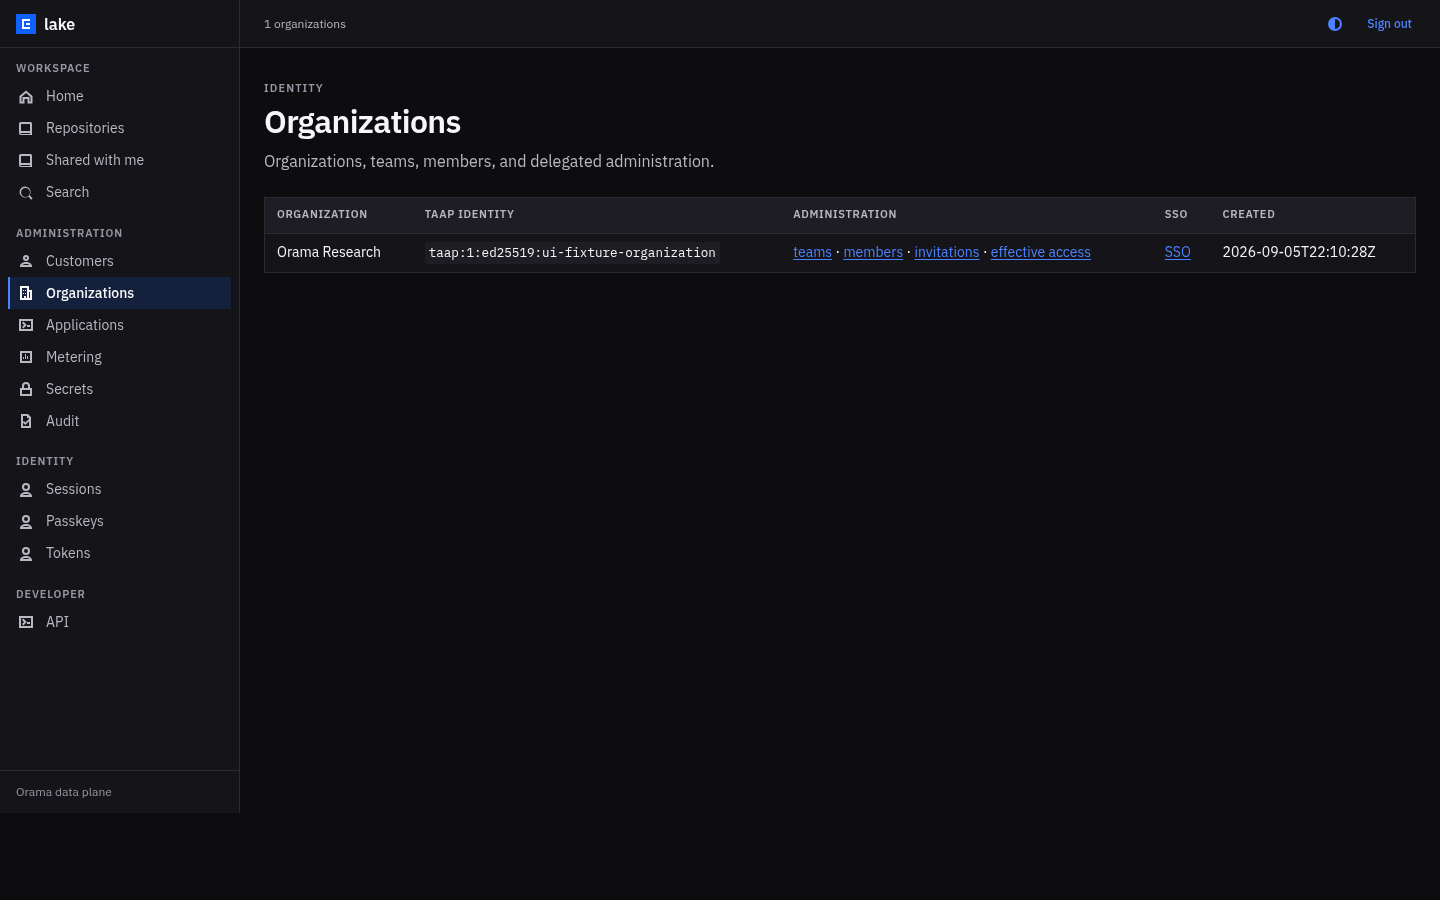 lake
1 organizations
Sign out
WORKSPACE
Home
Repositories
Shared with me
Search
ADMINISTRATION
Customers
Organizations
Applications
Metering
Secrets
Audit
IDENTITY
Sessions
Passkeys
Tokens
DEVELOPER
API
Orama data plane
IDENTITY
Organizations
Organizations, teams, members, and delegated administration.
ORGANIZATION TAAP IDENTITY ADMINISTRATION SSO CREATED
Orama Research taap:1:ed25519:ui-fixture-organization teams · members · invitations · effective access SSO 2026-09-05T22:10:28Z